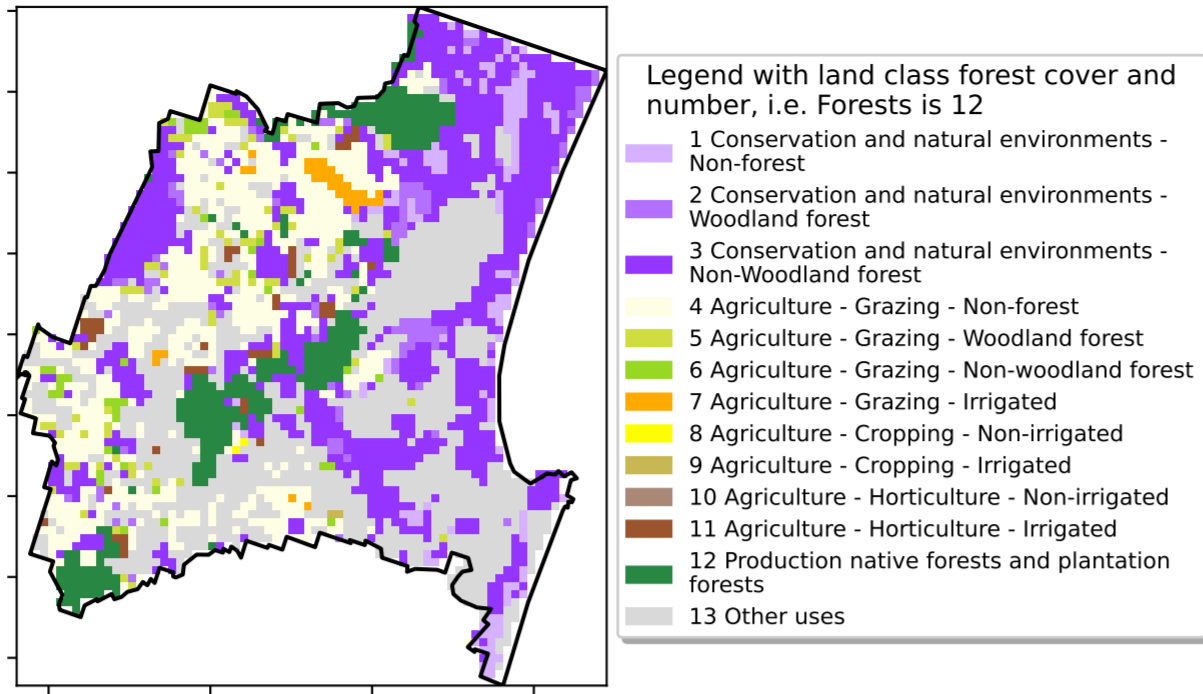 Legend with land class forest cover and
number, i.e. Forests is 12
1 Conservation and natural environments -
Non-forest
2 Conservation and natural environments -
Woodland forest
3 Conservation and natural environments -
Non-Woodland forest
4 Agriculture - Grazing - Non-forest
5 Agriculture - Grazing - Woodland forest
6 Agriculture - Grazing - Non-woodland forest
7 Agriculture - Grazing - Irrigated
8 Agriculture - Cropping - Non-irrigated
9 Agriculture - Cropping - Irrigated
10 Agriculture - Horticulture - Non-irrigated
11 Agriculture - Horticulture - Irrigated
12 Production native forests and plantation
forests
13 Other uses